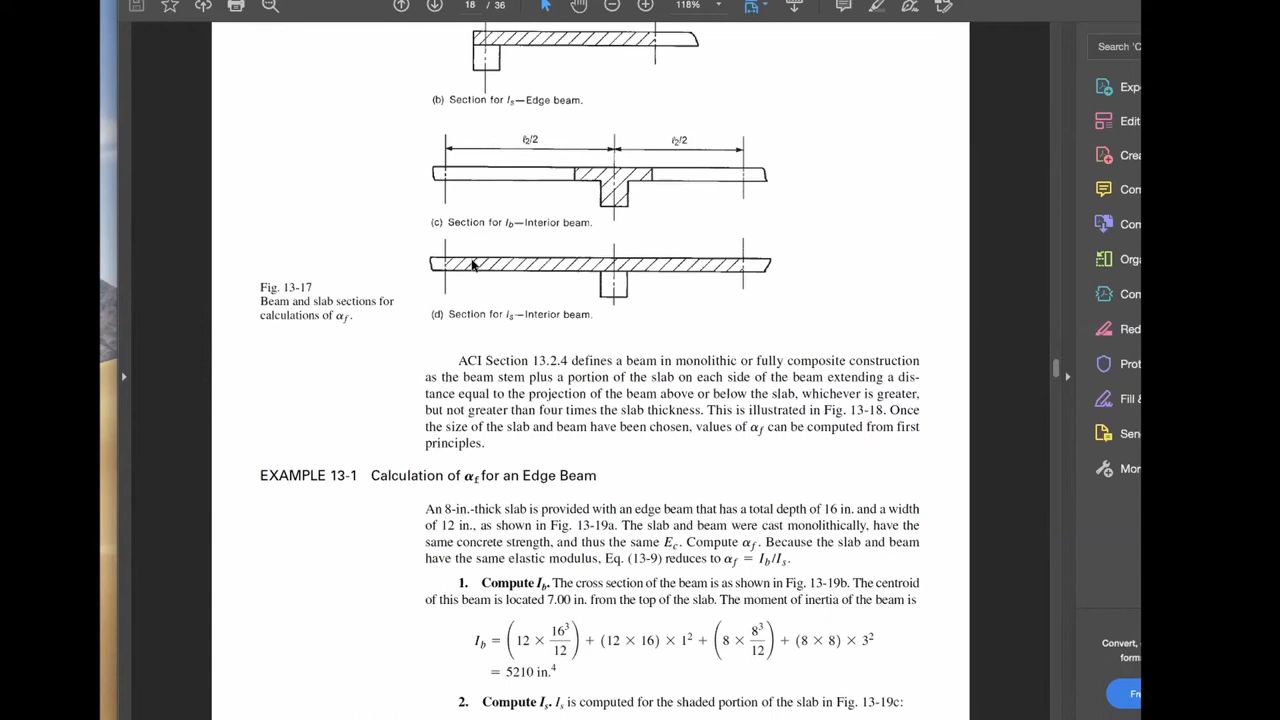 18 / 36
118%
(b) Section for Is—Edge beam.
ℓ2/2 ℓ2/2
(c) Section for Ib—Interior beam.
(d) Section for Is—Interior beam.
Fig. 13-17
Beam and slab sections for
calculations of αf.
ACI Section 13.2.4 defines a beam in monolithic or fully composite construction
as the beam stem plus a portion of the slab on each side of the beam extending a dis-
tance equal to the projection of the beam above or below the slab, whichever is greater,
but not greater than four times the slab thickness. This is illustrated in Fig. 13-18. Once
the size of the slab and beam have been chosen, values of αf can be computed from first
principles.
EXAMPLE 13-1 Calculation of αf for an Edge Beam
An 8-in.-thick slab is provided with an edge beam that has a total depth of 16 in. and a width
of 12 in., as shown in Fig. 13-19a. The slab and beam were cast monolithically, have the
same concrete strength, and thus the same Ec. Compute αf. Because the slab and beam
have the same elastic modulus, Eq. (13-9) reduces to αf = Ib/Is.
1. Compute Ib. The cross section of the beam is as shown in Fig. 13-19b. The centroid
of this beam is located 7.00 in. from the top of the slab. The moment of inertia of the beam is
Ib = (12 × 16³/12) + (12 × 16) × 1² + (8 × 8³/12) + (8 × 8) × 3²
= 5210 in.⁴
2. Compute Is. Is is computed for the shaded portion of the slab in Fig. 13-19c:
Search 'C
Exp
Edit
Crea
Con
Con
Orga
Con
Red
Prot
Fill &
Sen
Mor
Convert,
form
Fre